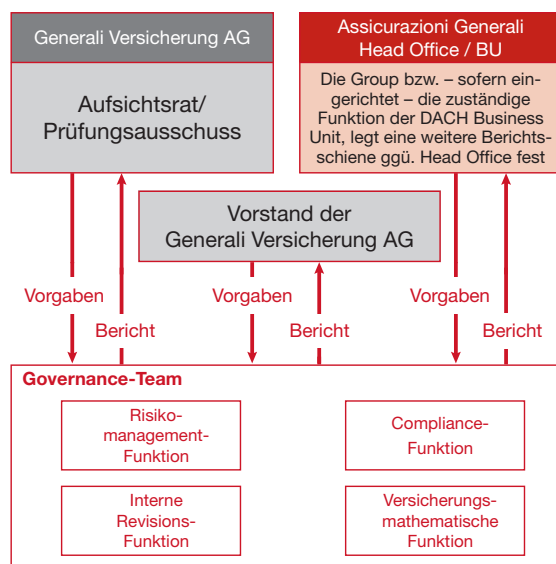 Generali Versicherung AG
Aufsichtsrat/
Prüfungsausschuss
Assicurazioni Generali
Head Office / BU
Die Group bzw. – sofern ein-
gerichtet – die zuständige
Funktion der DACH Business
Unit, legt eine weitere Berichts-
schiene ggü. Head Office fest
Vorstand der
Generali Versicherung AG
Vorgaben
Bericht
Vorgaben
Bericht
Vorgaben
Bericht
Governance-Team
Risiko-
management-
Funktion
Compliance-
Funktion
Interne
Revisions-
Funktion
Versicherungs-
mathematische
Funktion